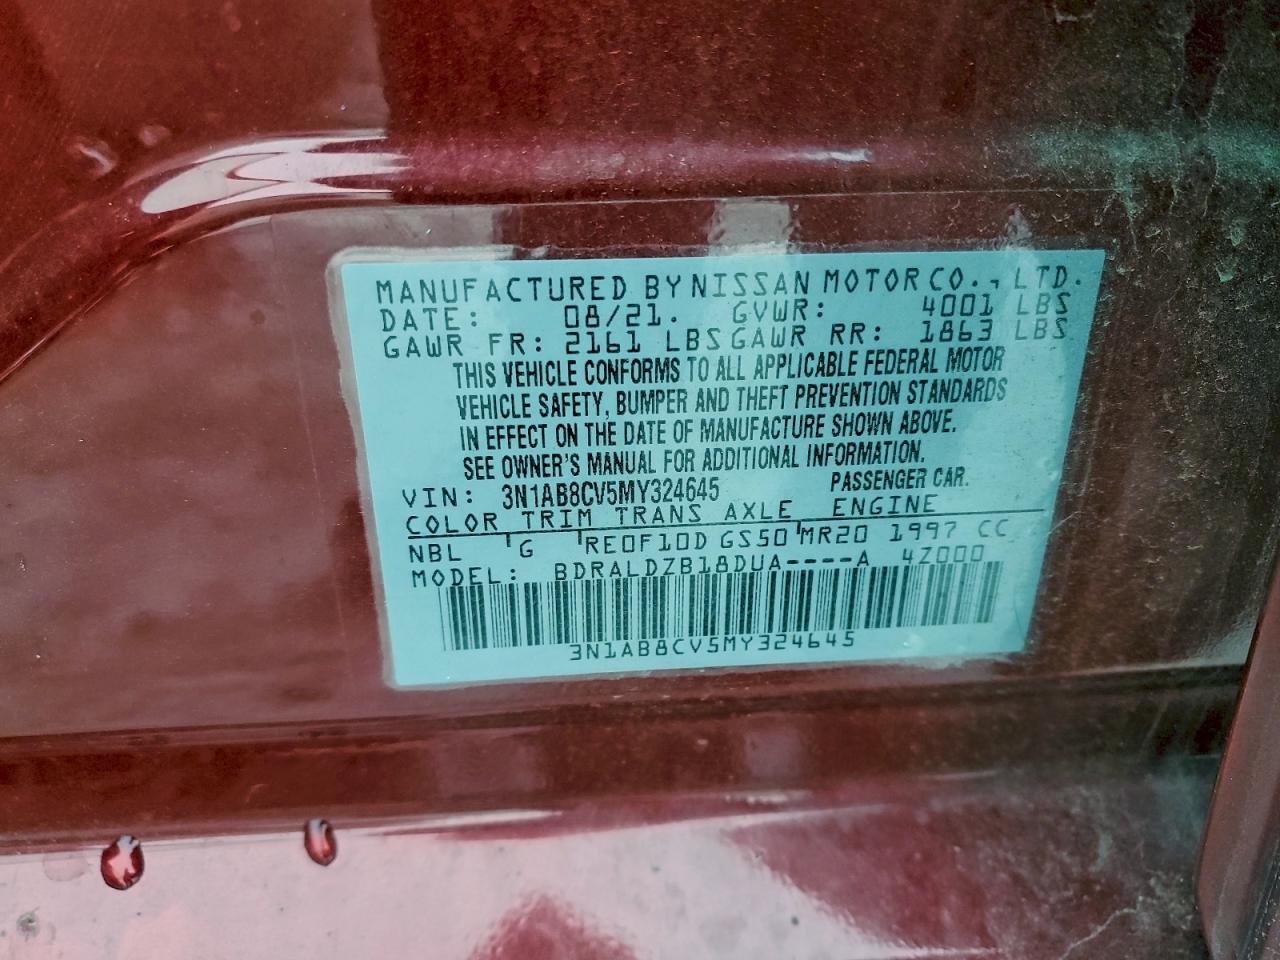 MANUFACTURED BY NISSAN MOTOR CO., LTD.
DATE: 08/21. GVWR: 4001 LBS
GAWR FR: 2161 LBS GAWR RR: 1863 LBS
THIS VEHICLE CONFORMS TO ALL APPLICABLE FEDERAL MOTOR
VEHICLE SAFETY, BUMPER AND THEFT PREVENTION STANDARDS
IN EFFECT ON THE DATE OF MANUFACTURE SHOWN ABOVE.
SEE OWNER'S MANUAL FOR ADDITIONAL INFORMATION.
VIN: 3N1AB8CV5MY324645 PASSENGER CAR.
COLOR TRIM TRANS AXLE ENGINE
NBL G RE0F10D GS50 MR20 1997 CC
MODEL: BDRALDZB18DUA----A 4Z000
3N1AB8CV5MY324645